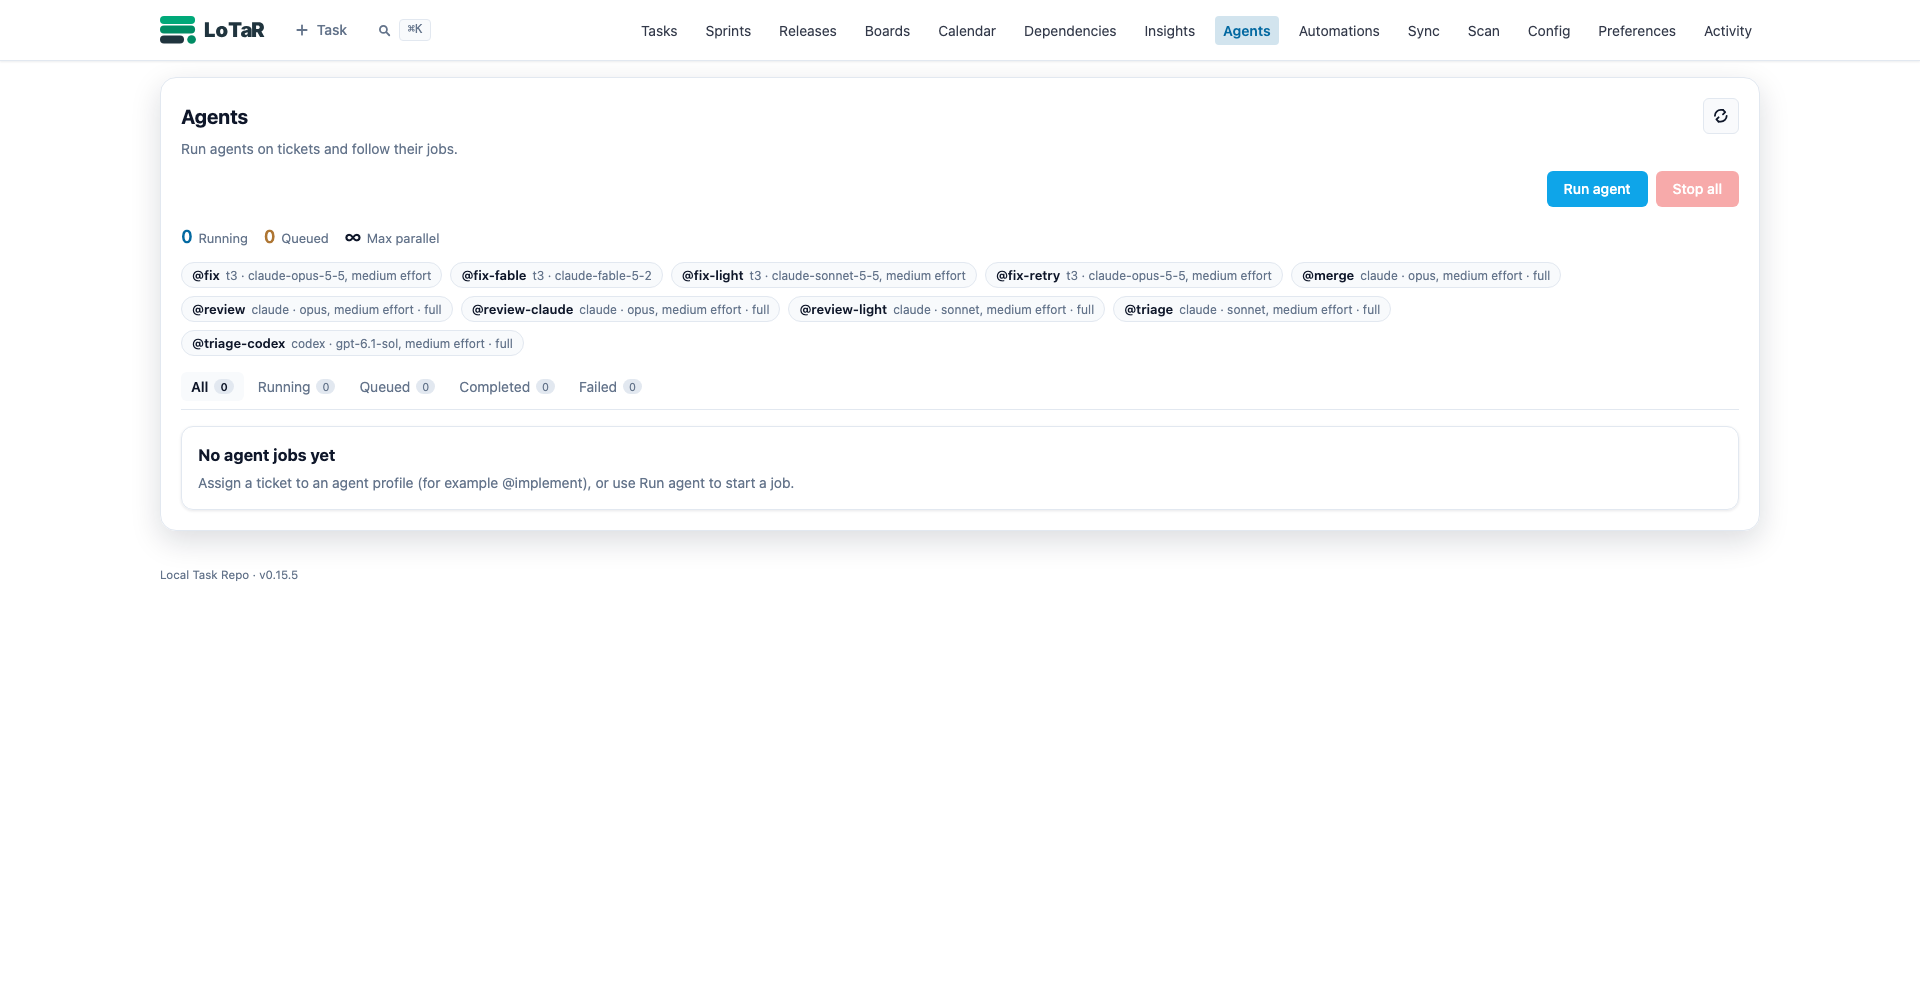 LoTaR + Task ⌘K Tasks Sprints Releases Boards Calendar Dependencies Insights Agents Automations Sync Scan Config Preferences Activity
Agents
Run agents on tickets and follow their jobs.
Run agent Stop all
0 Running 0 Queued ∞ Max parallel
@fix t3 · claude-opus-5-5, medium effort @fix-fable t3 · claude-fable-5-2 @fix-light t3 · claude-sonnet-5-5, medium effort @fix-retry t3 · claude-opus-5-5, medium effort @merge claude · opus, medium effort · full
@review claude · opus, medium effort · full @review-claude claude · opus, medium effort · full @review-light claude · sonnet, medium effort · full @triage claude · sonnet, medium effort · full
@triage-codex codex · gpt-6.1-sol, medium effort · full
All 0 Running 0 Queued 0 Completed 0 Failed 0
No agent jobs yet
Assign a ticket to an agent profile (for example @implement), or use Run agent to start a job.
Local Task Repo · v0.15.5